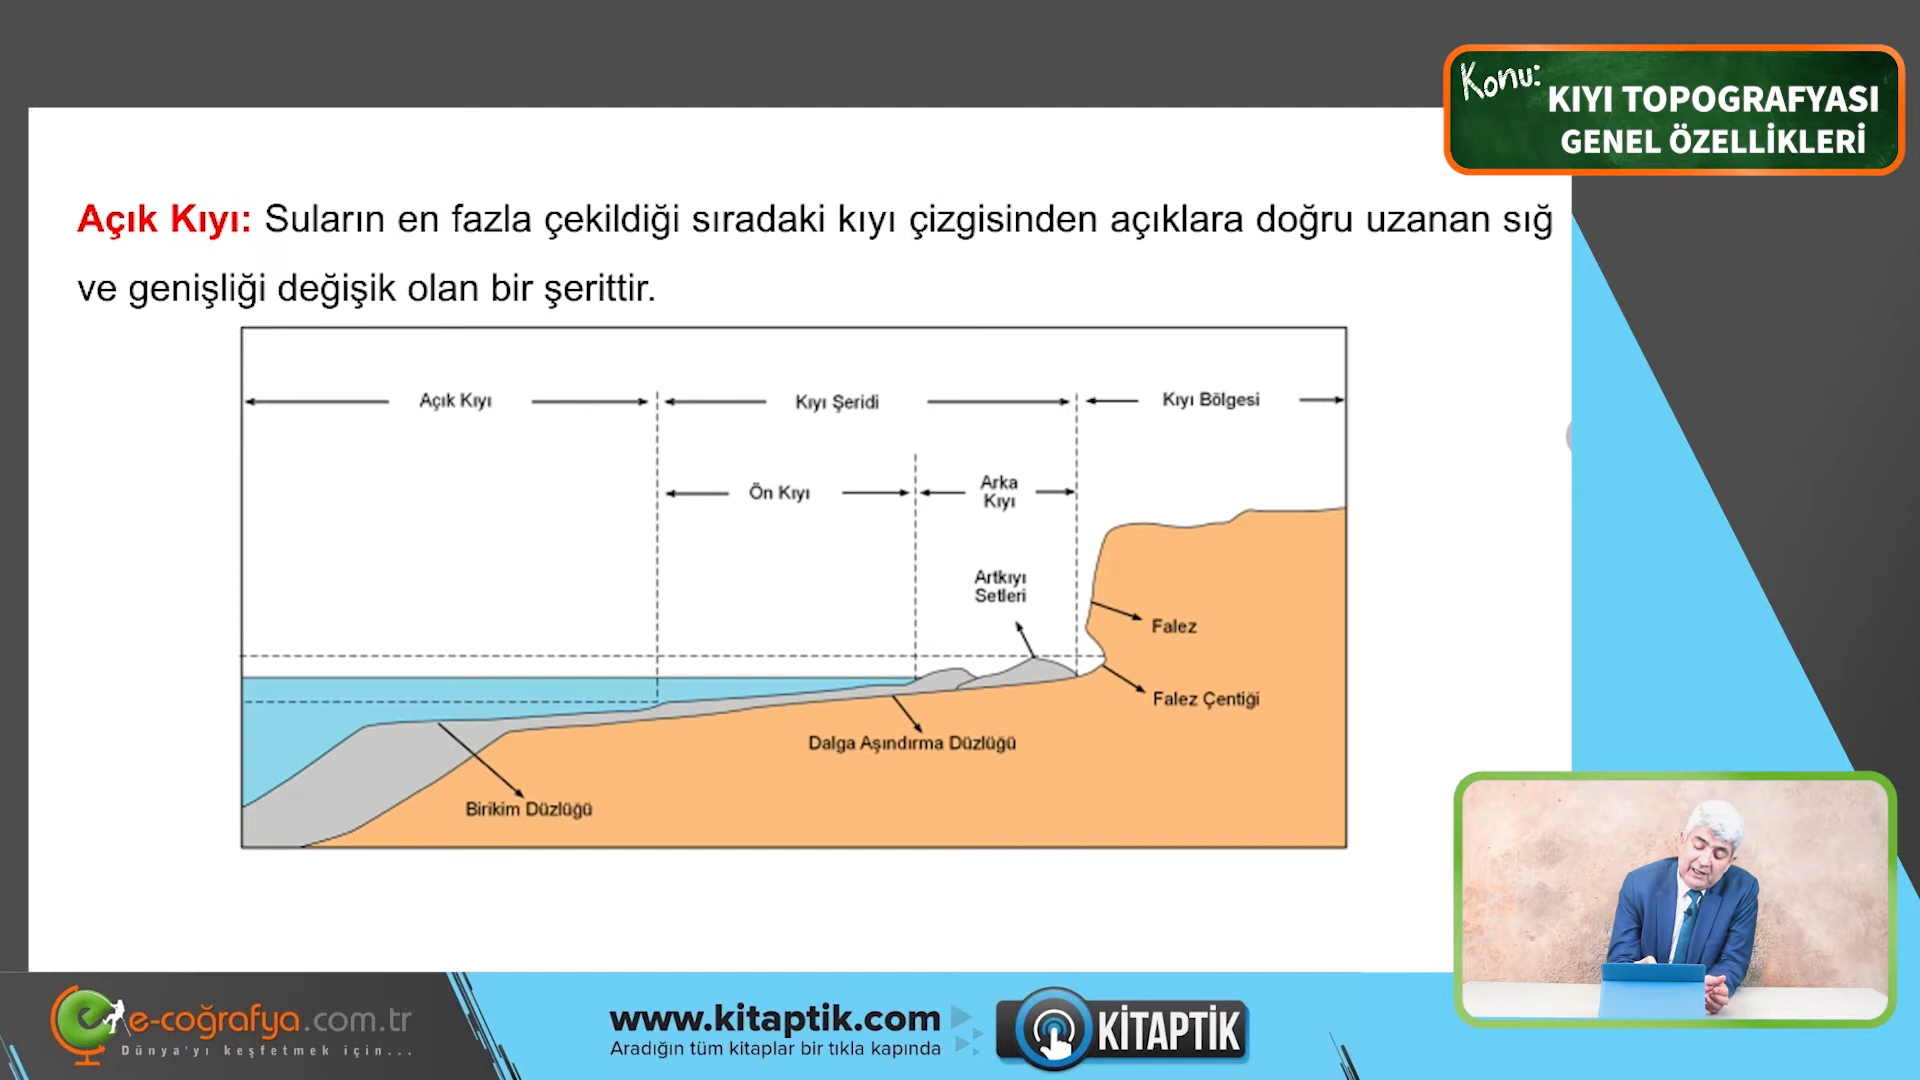 Konu:
KIYI TOPOGRAFYASI
GENEL ÖZELLİKLERİ
Açık Kıyı: Suların en fazla çekildiği sıradaki kıyı çizgisinden açıklara doğru uzanan sığ
ve genişliği değişik olan bir şerittir.
Açık Kıyı
Kıyı Şeridi
Kıyı Bölgesi
Ön Kıyı
Arka
Kıyı
Artkıyı
Setleri
Falez
Falez Çentiği
Dalga Aşındırma Düzlüğü
Birikim Düzlüğü
e-coğrafya.com.tr
Dünya'yı keşfetmek için...
www.kitaptik.com
Aradığın tüm kitaplar bir tıkla kapında
KİTAPTIK